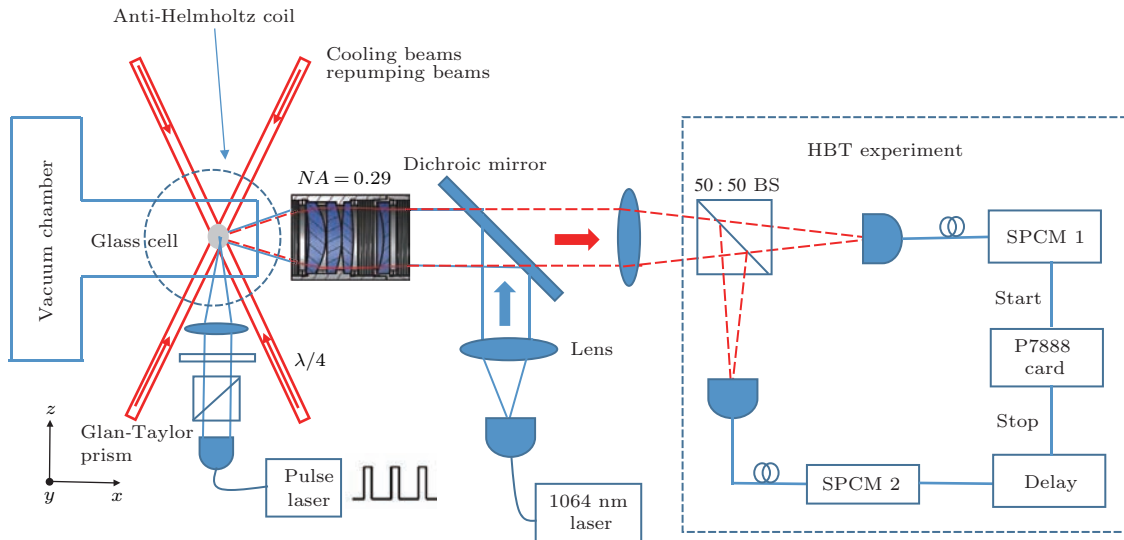 Anti-Helmholtz coil
Cooling beams
repumping beams
Vacuum chamber
Glass cell
NA=0.29
Dichroic mirror
HBT experiment
50:50 BS
SPCM 1
Start
P7888
card
Stop
Delay
SPCM 2
Lens
λ/4
Glan-Taylor
prism
Pulse
laser
1064 nm
laser
z
y
x